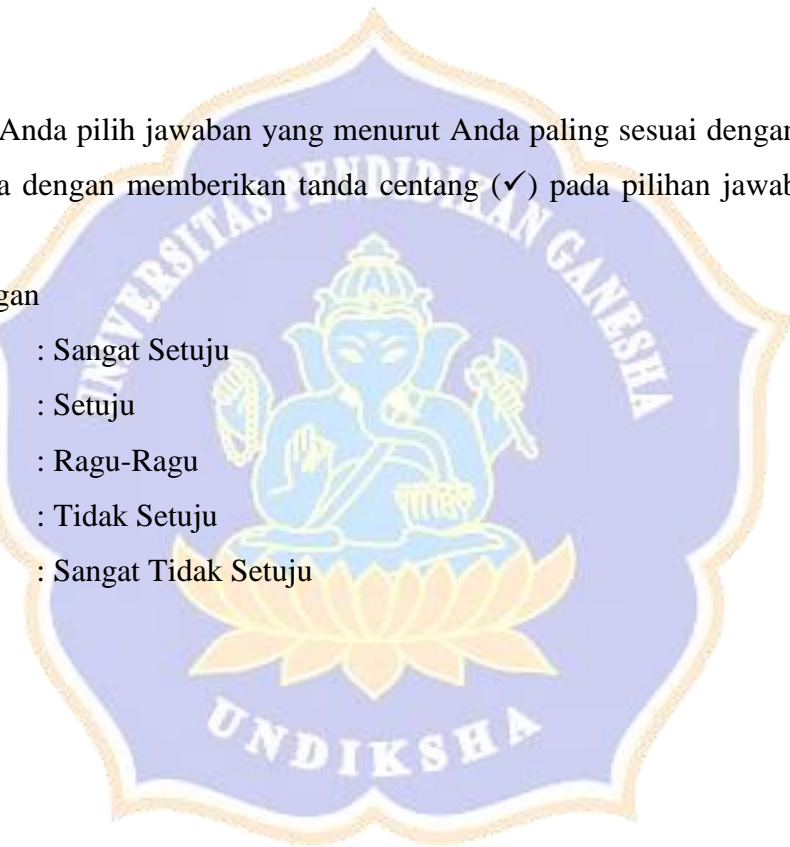 Anda pilih jawaban yang menurut Anda paling sesuai dengan
a dengan memberikan tanda centang (✓) pada pilihan jawab
gan
: Sangat Setuju
: Setuju
: Ragu-Ragu
: Tidak Setuju
: Sangat Tidak Setuju
UNIVERSITAS PENDIDIKAN GANESHA
UNDIKSHA